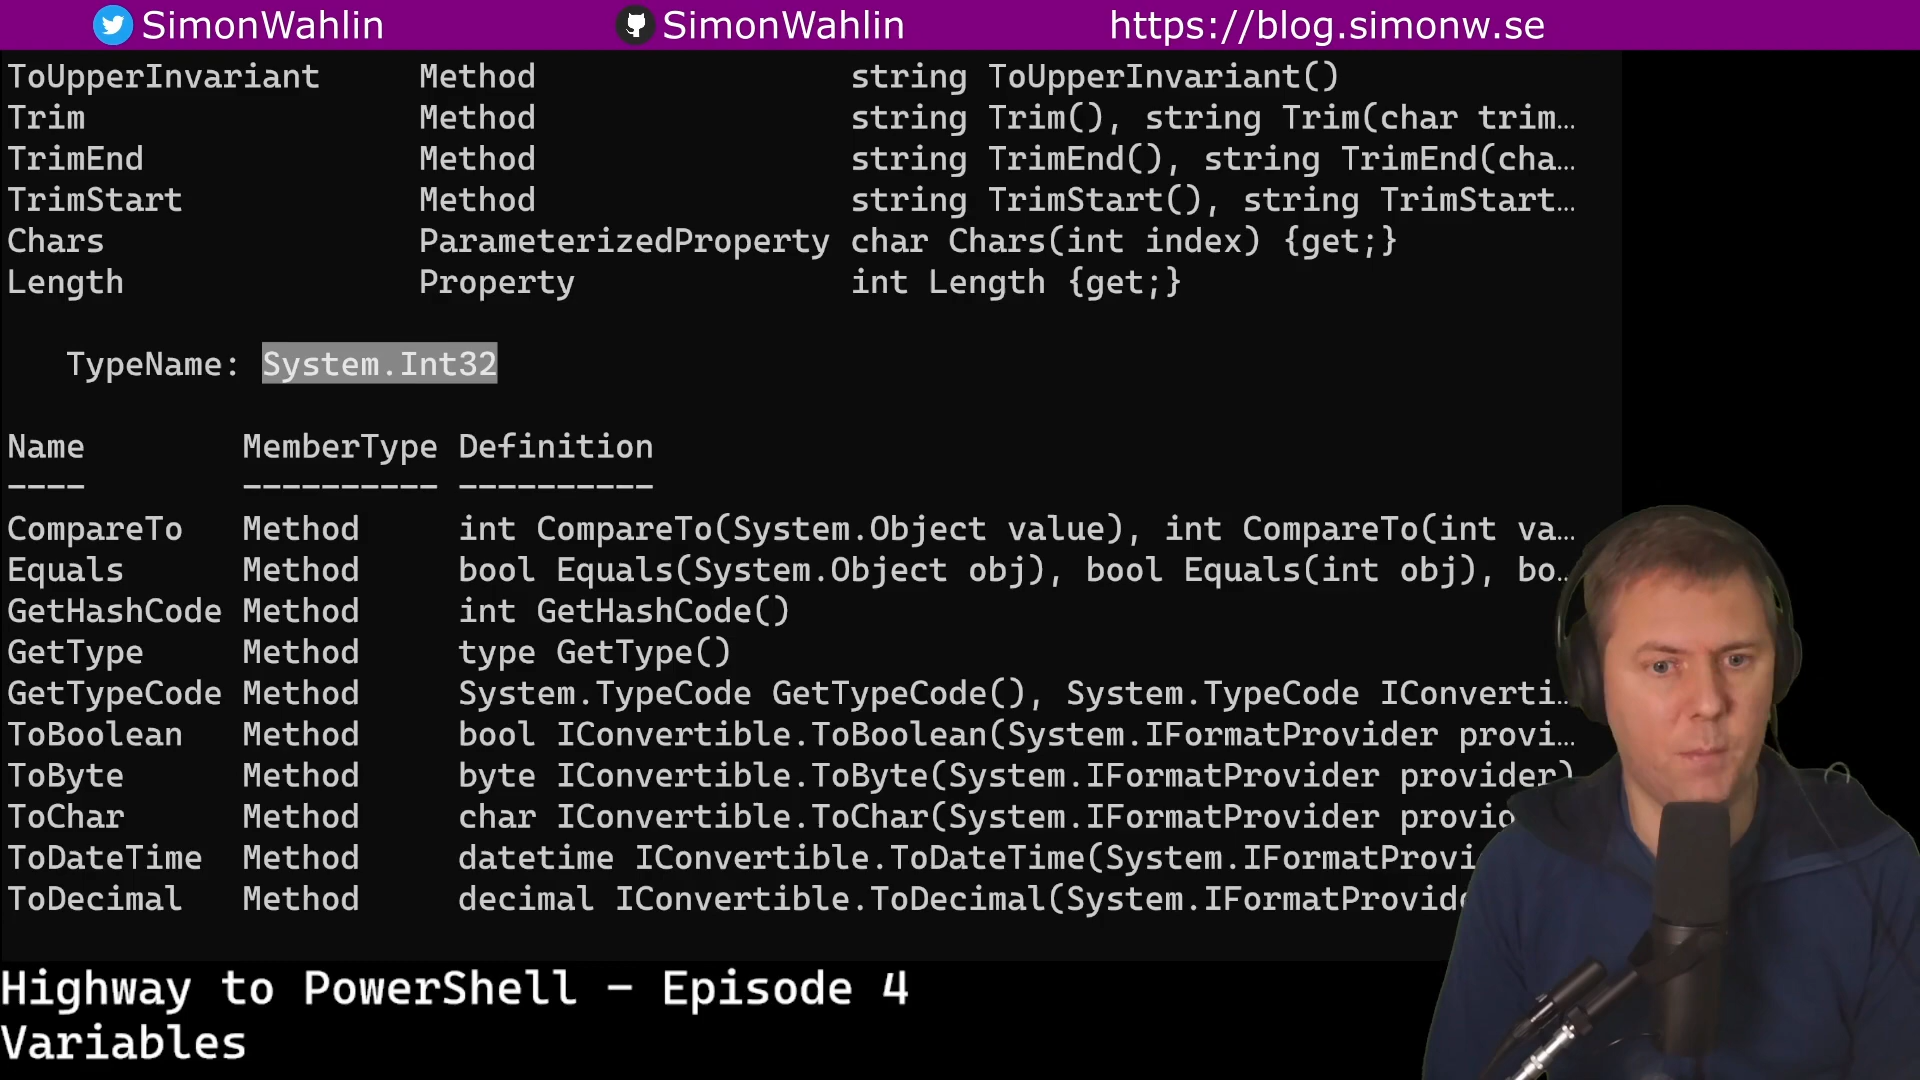 SimonWahlin SimonWahlin https://blog.simonw.se
ToUpperInvariant Method string ToUpperInvariant()
Trim Method string Trim(), string Trim(char trim…
TrimEnd Method string TrimEnd(), string TrimEnd(cha…
TrimStart Method string TrimStart(), string TrimStart…
Chars ParameterizedProperty char Chars(int index) {get;}
Length Property int Length {get;}
TypeName: System.Int32
Name MemberType Definition
---- ---------- ----------
CompareTo Method int CompareTo(System.Object value), int CompareTo(int va…
Equals Method bool Equals(System.Object obj), bool Equals(int obj), bo…
GetHashCode Method int GetHashCode()
GetType Method type GetType()
GetTypeCode Method System.TypeCode GetTypeCode(), System.TypeCode IConverti…
ToBoolean Method bool IConvertible.ToBoolean(System.IFormatProvider provi…
ToByte Method byte IConvertible.ToByte(System.IFormatProvider provider)
ToChar Method char IConvertible.ToChar(System.IFormatProvider provid
ToDateTime Method datetime IConvertible.ToDateTime(System.IFormatProvi
ToDecimal Method decimal IConvertible.ToDecimal(System.IFormatProvide
Highway to PowerShell - Episode 4
Variables